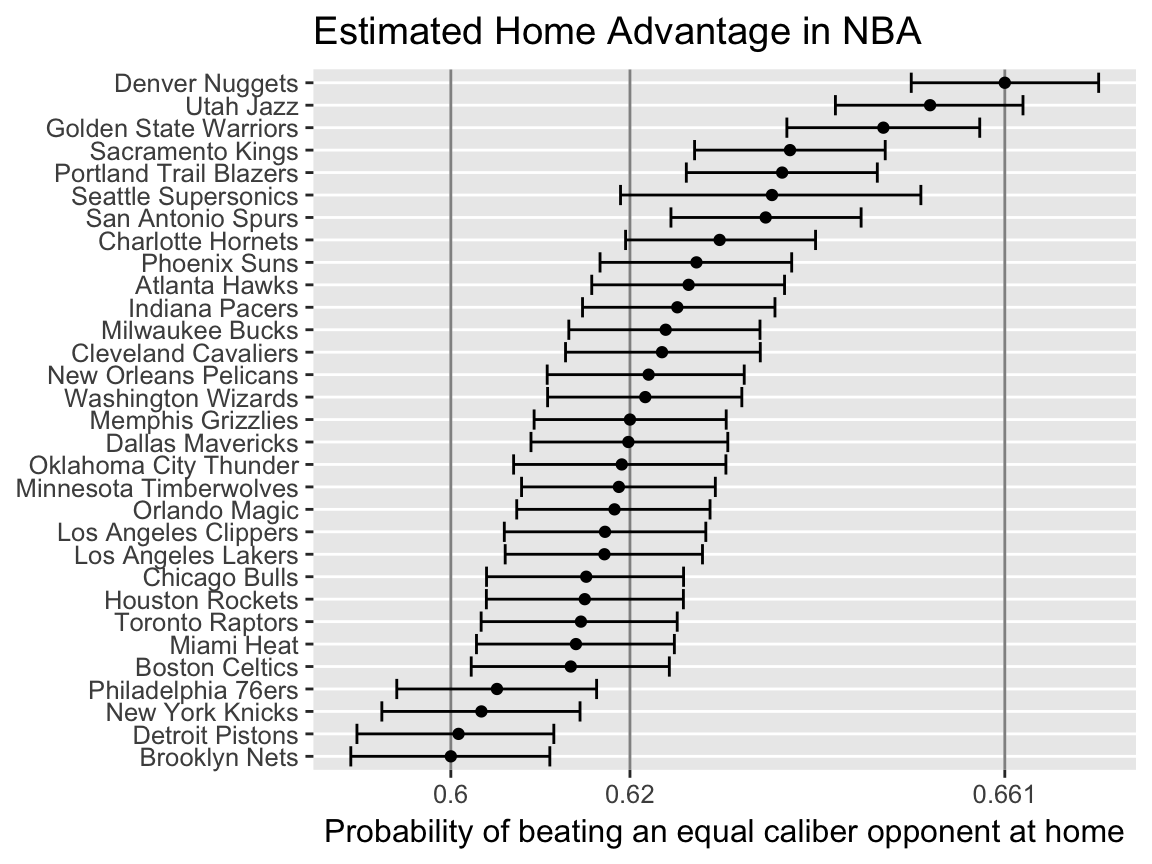 Estimated Home Advantage in NBA
Denver Nuggets
Utah Jazz
Golden State Warriors
Sacramento Kings
Portland Trail Blazers
Seattle Supersonics
San Antonio Spurs
Charlotte Hornets
Phoenix Suns
Atlanta Hawks
Indiana Pacers
Milwaukee Bucks
Cleveland Cavaliers
New Orleans Pelicans
Washington Wizards
Memphis Grizzlies
Dallas Mavericks
Oklahoma City Thunder
Minnesota Timberwolves
Orlando Magic
Los Angeles Clippers
Los Angeles Lakers
Chicago Bulls
Houston Rockets
Toronto Raptors
Miami Heat
Boston Celtics
Philadelphia 76ers
New York Knicks
Detroit Pistons
Brooklyn Nets
0.6 0.62 0.661
Probability of beating an equal caliber opponent at home